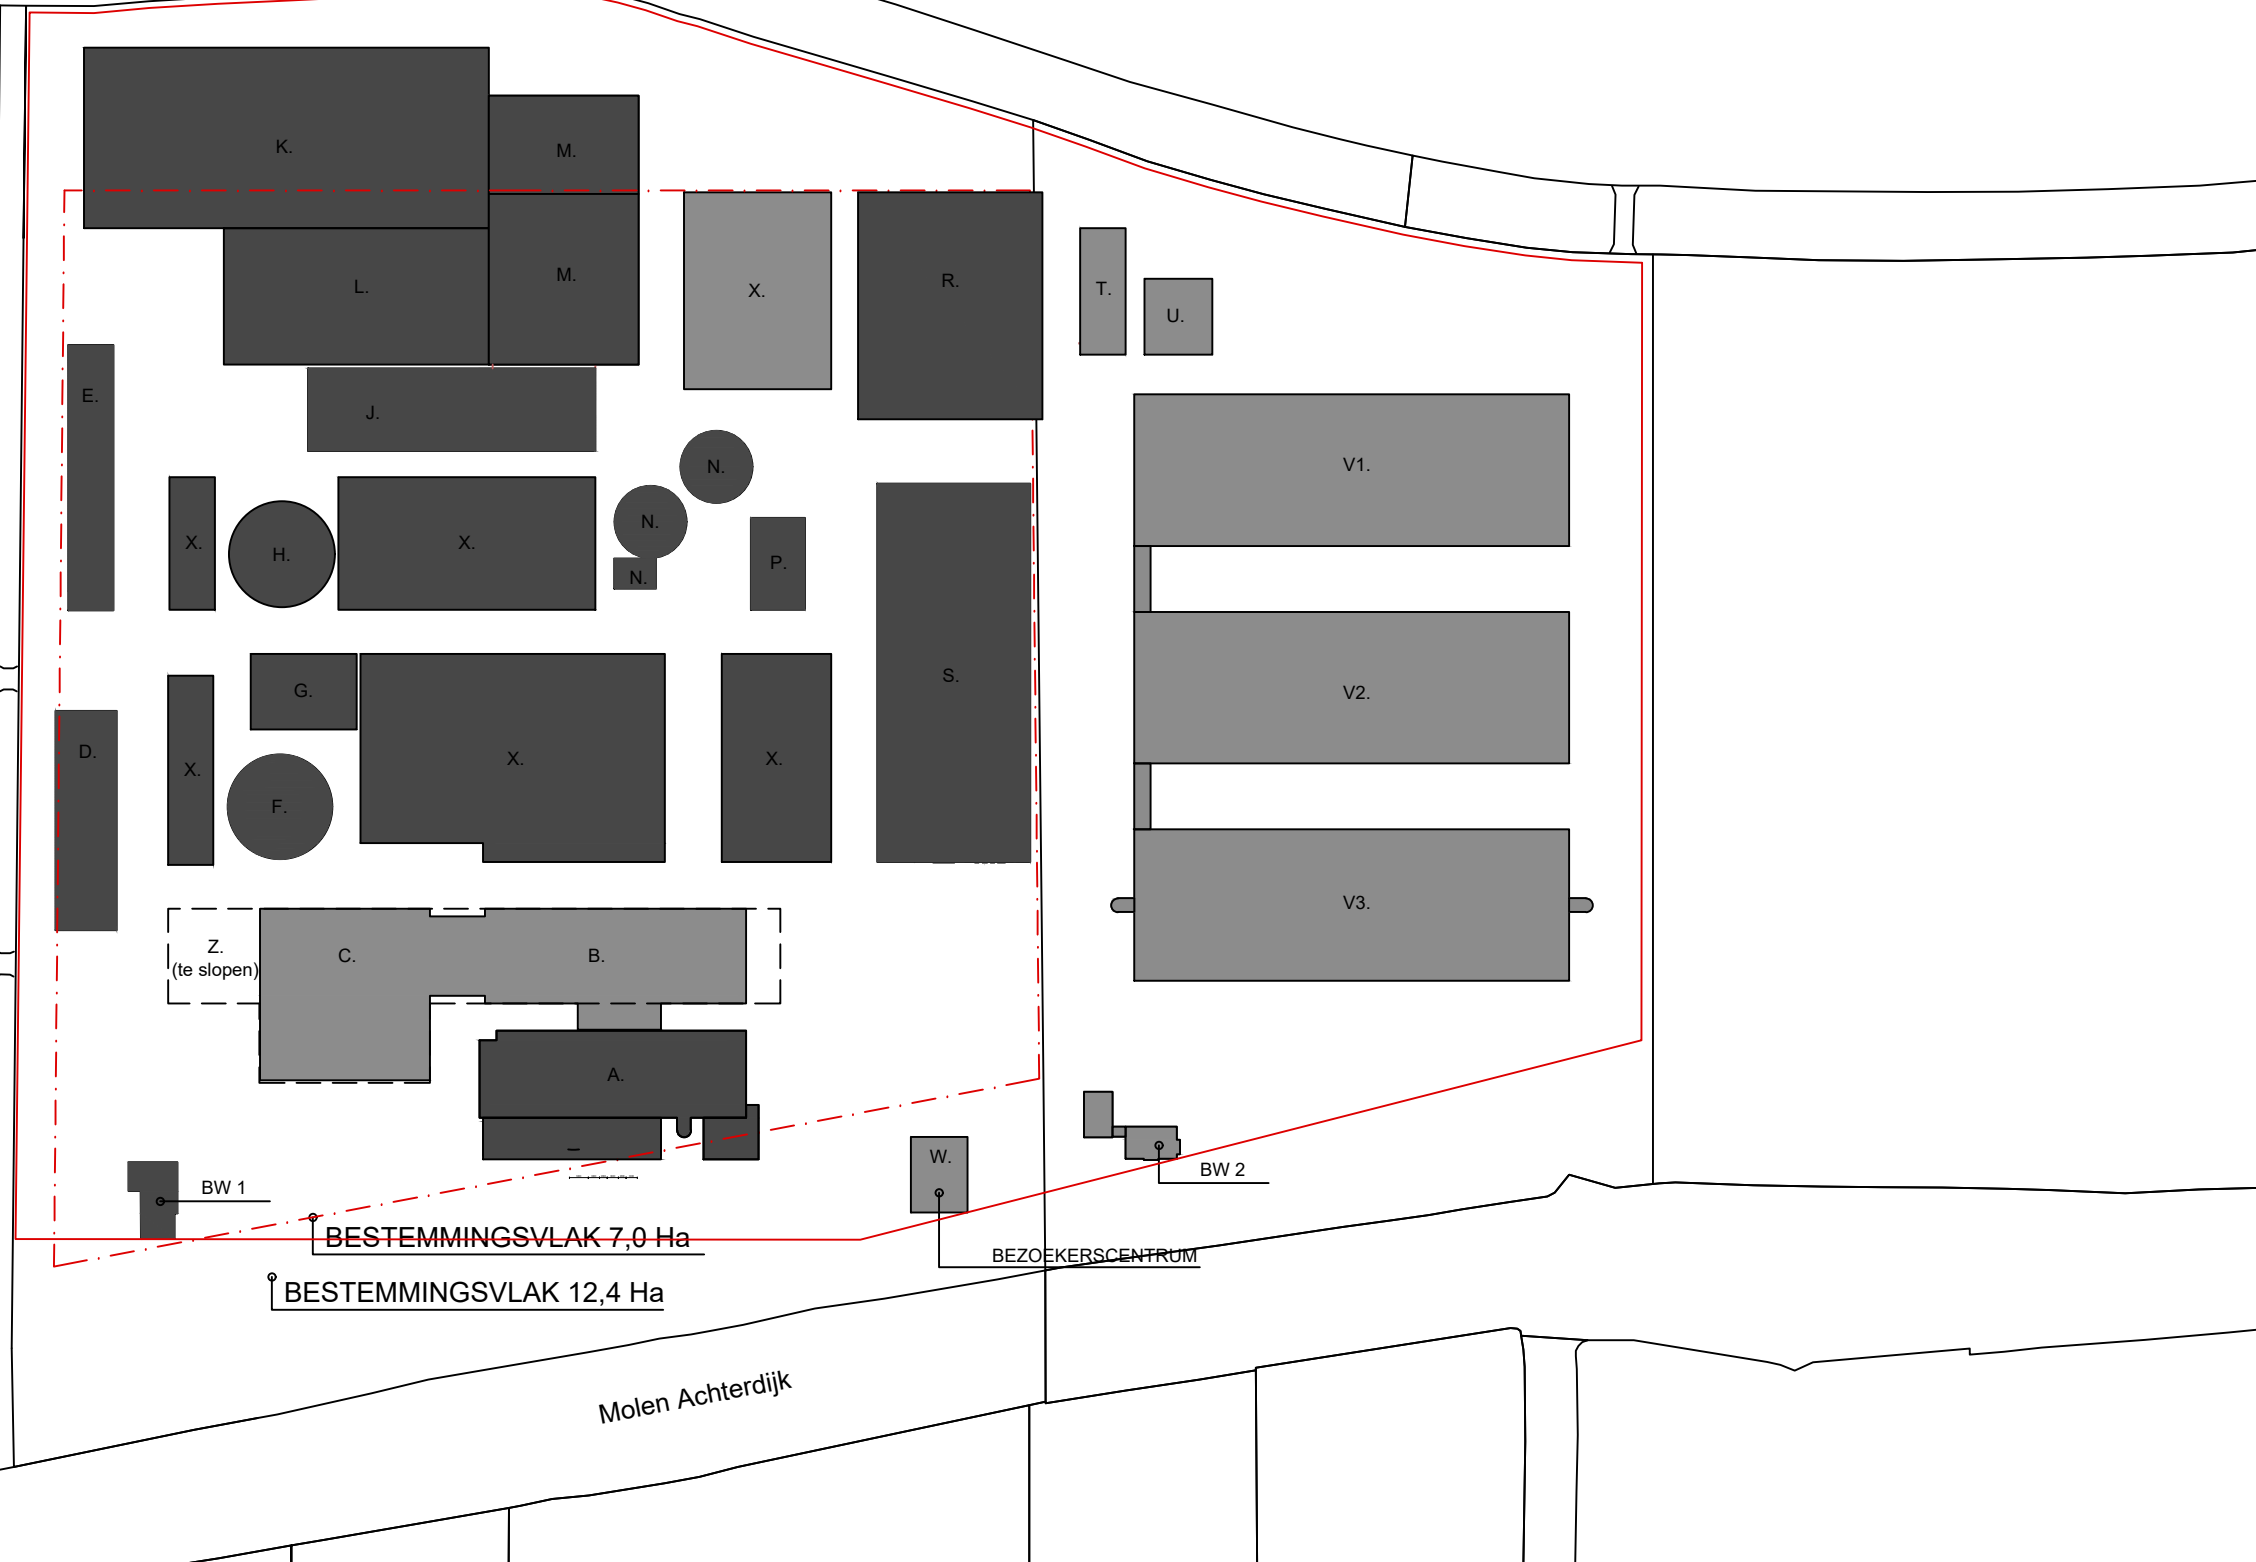 K.
M.
L.
M.
X.
R.
T.
U.
E.
J.
V1.
N.
X.
H.
X.
N.
N.
P.
G.
S.
V2.
D.
X.
F.
X.
X.
Z.
(te slopen)
C.
B.
V3.
A.
W.
BW 1
BW 2
BESTEMMINGSVLAK 7,0 Ha
BEZOEKERSCENTRUM
BESTEMMINGSVLAK 12,4 Ha
Molen Achterdijk